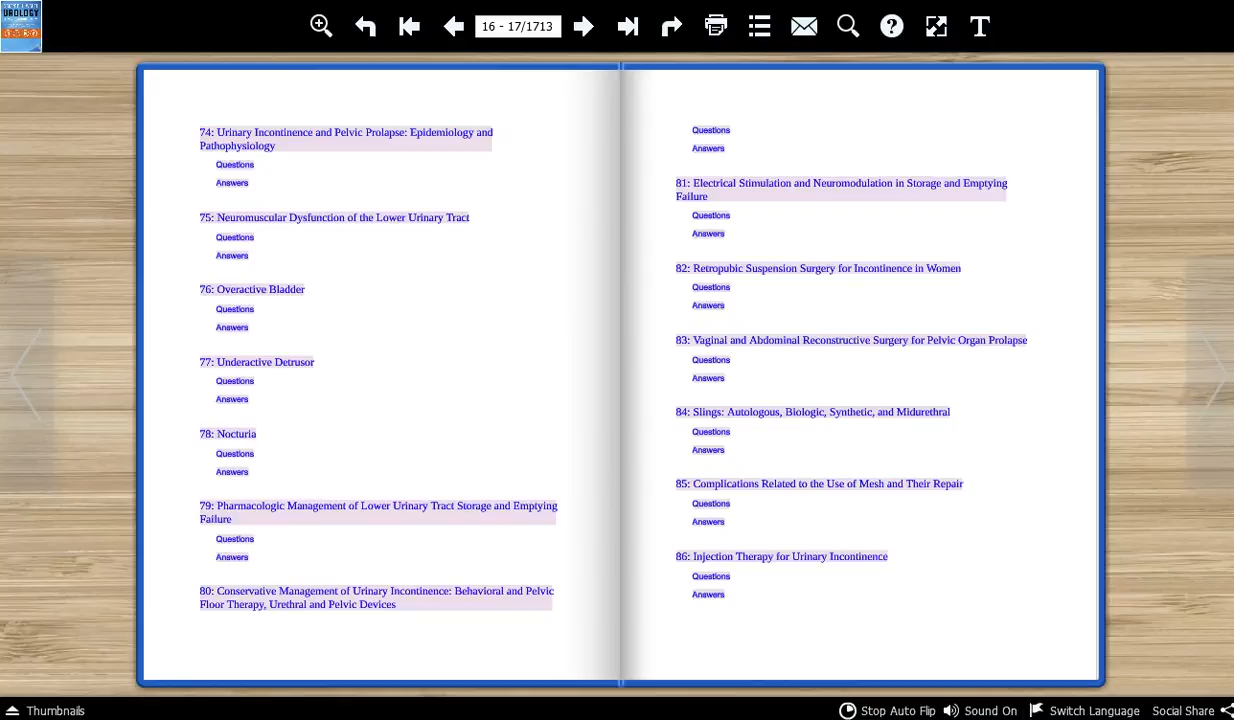 UROLOGY
16 - 17/1713
74: Urinary Incontinence and Pelvic Prolapse: Epidemiology and
Pathophysiology
Questions
Answers
75: Neuromuscular Dysfunction of the Lower Urinary Tract
Questions
Answers
76: Overactive Bladder
Questions
Answers
77: Underactive Detrusor
Questions
Answers
78: Nocturia
Questions
Answers
79: Pharmacologic Management of Lower Urinary Tract Storage and Emptying
Failure
Questions
Answers
80: Conservative Management of Urinary Incontinence: Behavioral and Pelvic
Floor Therapy, Urethral and Pelvic Devices
Questions
Answers
81: Electrical Stimulation and Neuromodulation in Storage and Emptying
Failure
Questions
Answers
82: Retropubic Suspension Surgery for Incontinence in Women
Questions
Answers
83: Vaginal and Abdominal Reconstructive Surgery for Pelvic Organ Prolapse
Questions
Answers
84: Slings: Autologous, Biologic, Synthetic, and Midurethral
Questions
Answers
85: Complications Related to the Use of Mesh and Their Repair
Questions
Answers
86: Injection Therapy for Urinary Incontinence
Questions
Answers
Thumbnails
Stop Auto Flip
Sound On
Switch Language
Social Share